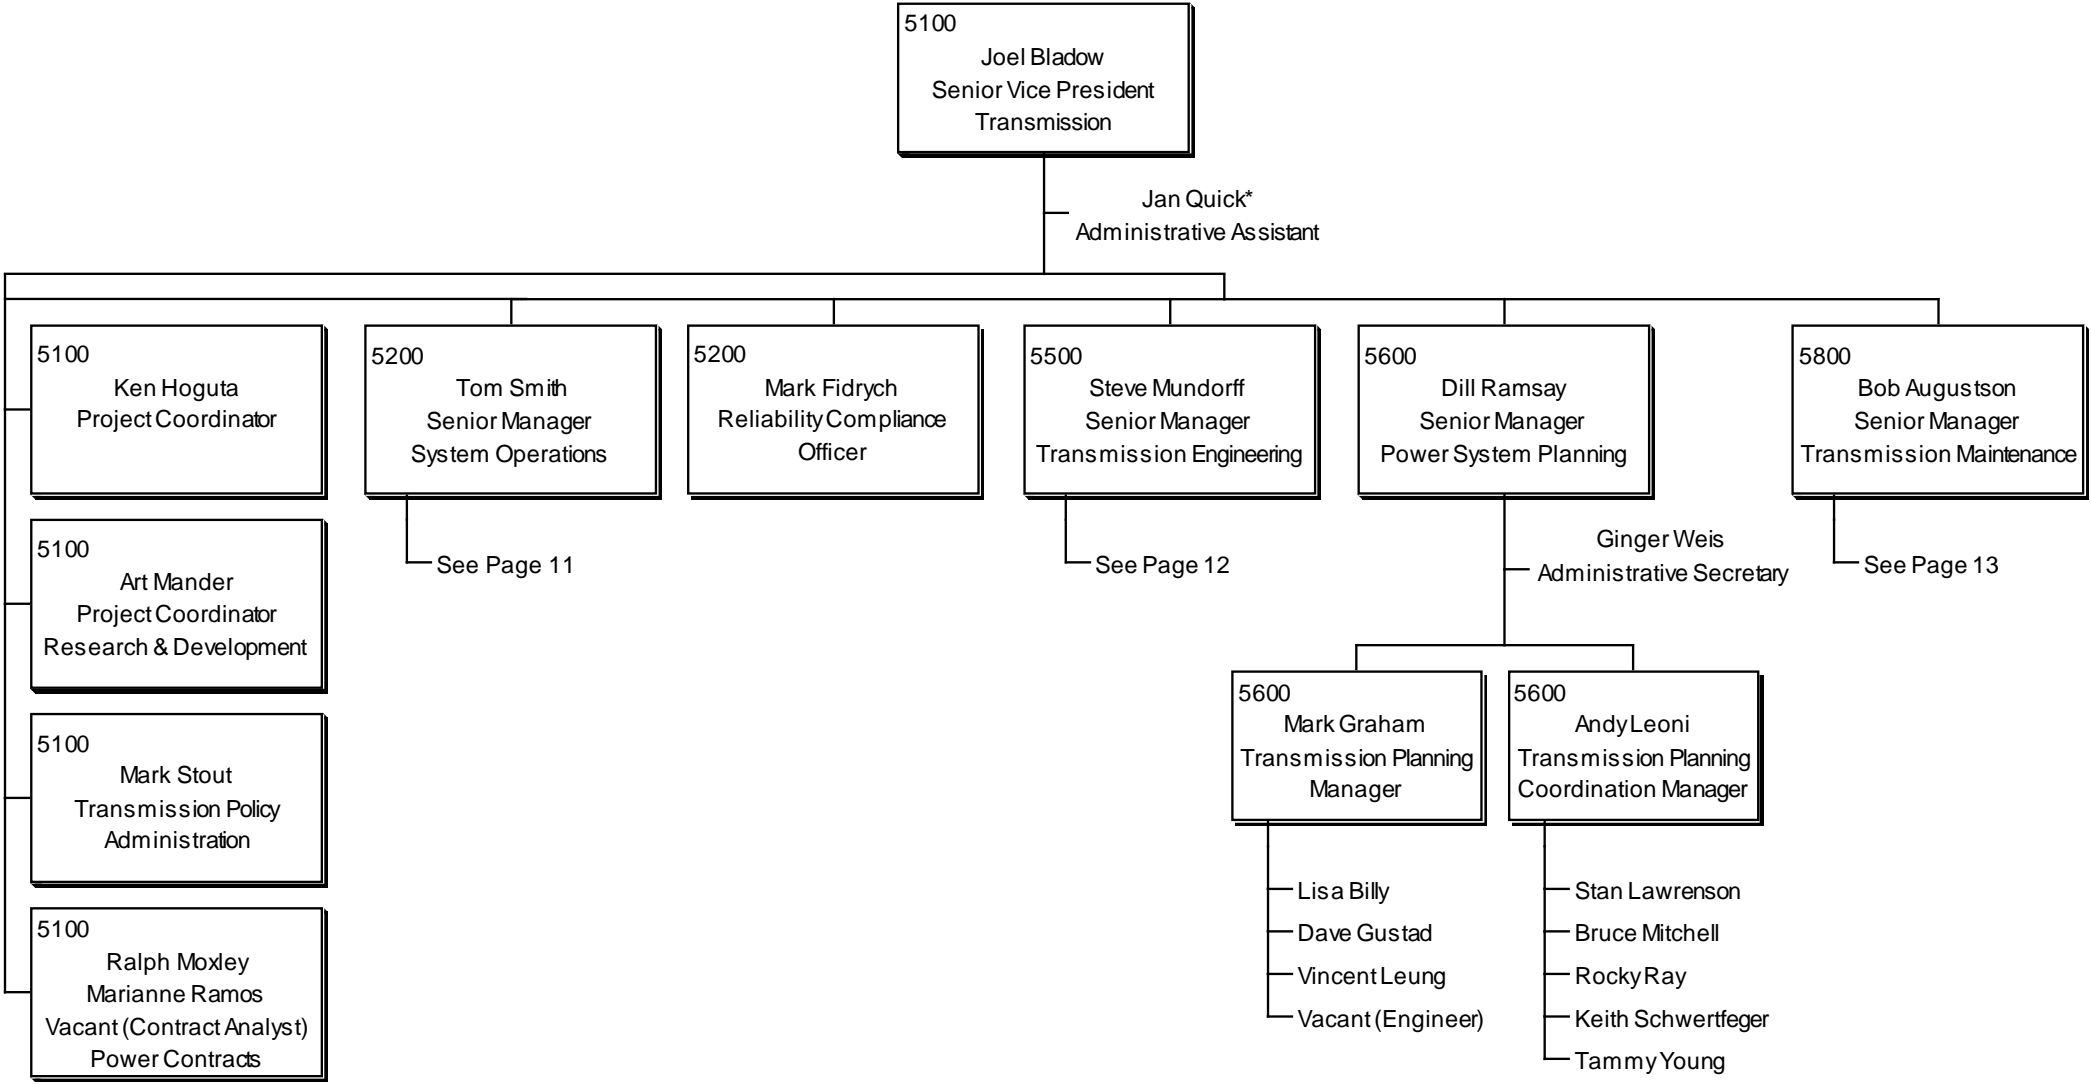 5100
Joel Bladow
Senior Vice President
Transmission
Jan Quick*
Administrative Assistant
5100
Ken Hoguta
Project Coordinator
5200
Tom Smith
Senior Manager
System Operations
See Page 11
5200
Mark Fidrych
Reliability Compliance
Officer
5500
Steve Mundorff
Senior Manager
Transmission Engineering
See Page 12
5600
Dill Ramsay
Senior Manager
Power System Planning
Ginger Weis
Administrative Secretary
5800
Bob Augustson
Senior Manager
Transmission Maintenance
See Page 13
5100
Art Mander
Project Coordinator
Research & Development
5100
Mark Stout
Transmission Policy
Administration
5100
Ralph Moxley
Marianne Ramos
Vacant (Contract Analyst)
Power Contracts
5600
Mark Graham
Transmission Planning
Manager
Lisa Billy
Dave Gustad
Vincent Leung
Vacant (Engineer)
5600
Andy Leoni
Transmission Planning
Coordination Manager
Stan Lawrenson
Bruce Mitchell
Rocky Ray
Keith Schwertfeger
Tammy Young